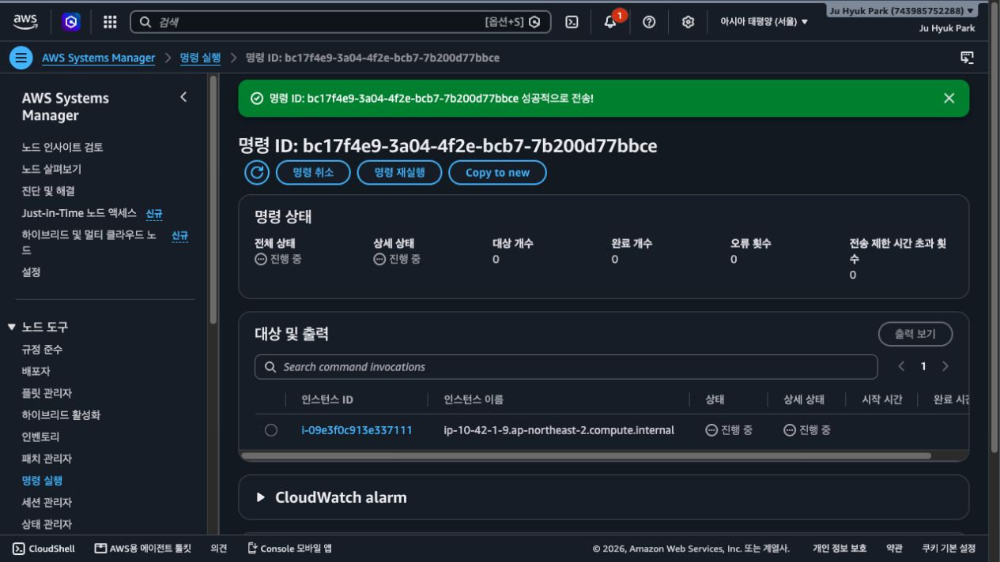 aws
검색
[옵션+S]
1
아시아 태평양 (서울)
Ju Hyuk Park (743985752288)
Ju Hyuk Park
AWS Systems Manager
명령 실행
명령 ID: bc17f4e9-3a04-4f2e-bcb7-7b200d77bbce
AWS Systems
Manager
노드 인사이트 검토
노드 살펴보기
진단 및 해결
Just-in-Time 노드 액세스 신규
하이브리드 및 멀티 클라우드 노
드
신규
설정
노드 도구
규정 준수
배포자
플릿 관리자
하이브리드 활성화
인벤토리
패치 관리자
명령 실행
세션 관리자
상태 관리자
명령 ID: bc17f4e9-3a04-4f2e-bcb7-7b200d77bbce 성공적으로 전송!
명령 ID: bc17f4e9-3a04-4f2e-bcb7-7b200d77bbce
명령 취소
명령 재실행
Copy to new
명령 상태
전체 상태
진행 중
상세 상태
진행 중
대상 개수
0
완료 개수
0
오류 횟수
0
전송 제한 시간 초과 횟
수
0
대상 및 출력
출력 보기
Search command invocations
1
인스턴스 ID 인스턴스 이름 상태 상세 상태 시작 시간 완료 시간
i-09e3f0c913e337111 ip-10-42-1-9.ap-northeast-2.compute.internal 진행 중 진행 중
CloudWatch alarm
CloudShell
AWS용 에이전트 툴킷
의견
Console 모바일 앱
© 2026, Amazon Web Services, Inc. 또는 계열사.
개인 정보 보호
약관
쿠키 기본 설정